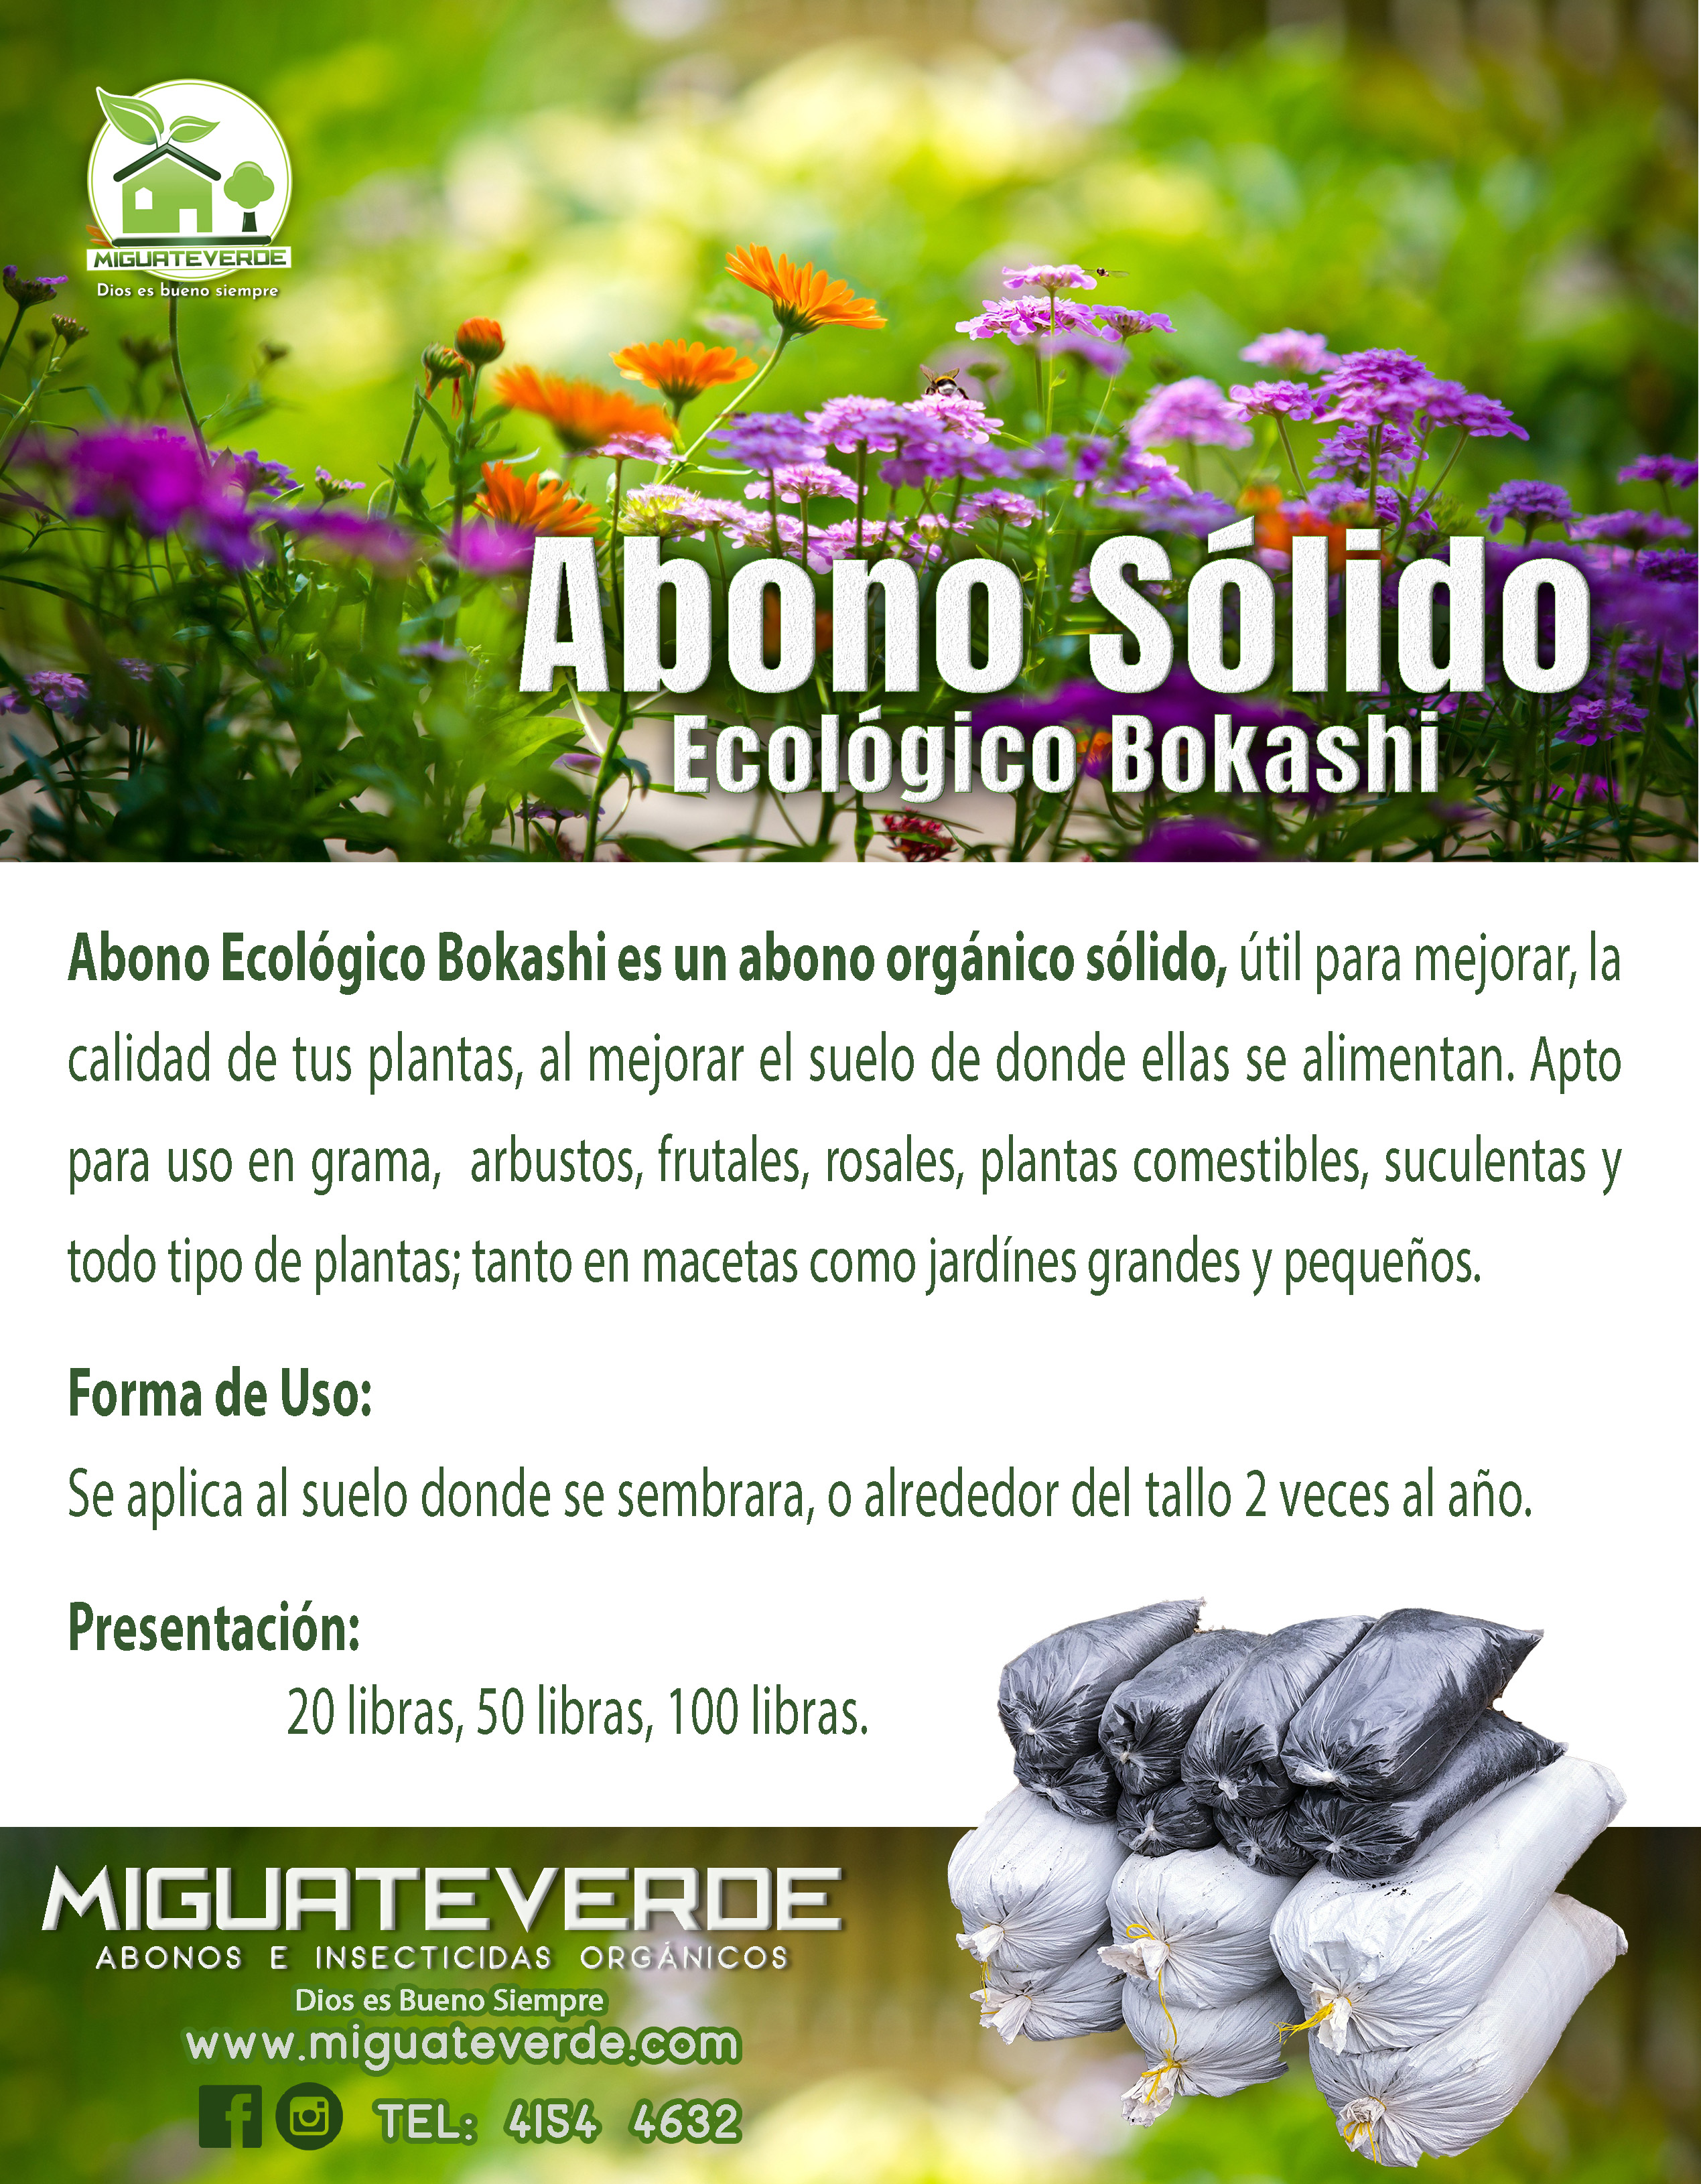 MIGUATEVERDE
Dios es bueno siempre
Abono Sólido
Ecológico Bokashi
Abono Ecológico Bokashi es un abono orgánico sólido, útil para mejorar, la
calidad de tus plantas, al mejorar el suelo de donde ellas se alimentan. Apto
para uso en grama, arbustos, frutales, rosales, plantas comestibles, suculentas y
todo tipo de plantas; tanto en macetas como jardínes grandes y pequeños.
Forma de Uso:
Se aplica al suelo donde se sembrara, o alrededor del tallo 2 veces al año.
Presentación:
20 libras, 50 libras, 100 libras.
MIGUATEVERDE
ABONOS E INSECTICIDAS ORGÁNICOS
Dios es Bueno Siempre
www.miguateverde.com
TEL: 4154 4632